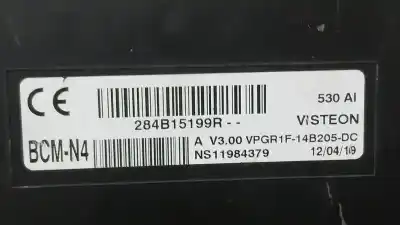 CE
530 AI
284B15199R - -
VISTEON
BCM-N4
A V3.00 VPGR1F-14B205-DC
NS11984379
12/04/19